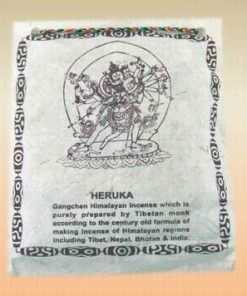 HERUKA
Gangchen Himalayan Incense which is
purely prepared by Tibetan monk
according to the century old formula of
making incense of Himalayan regions
including Tibet, Nepal, Bhutan & India.